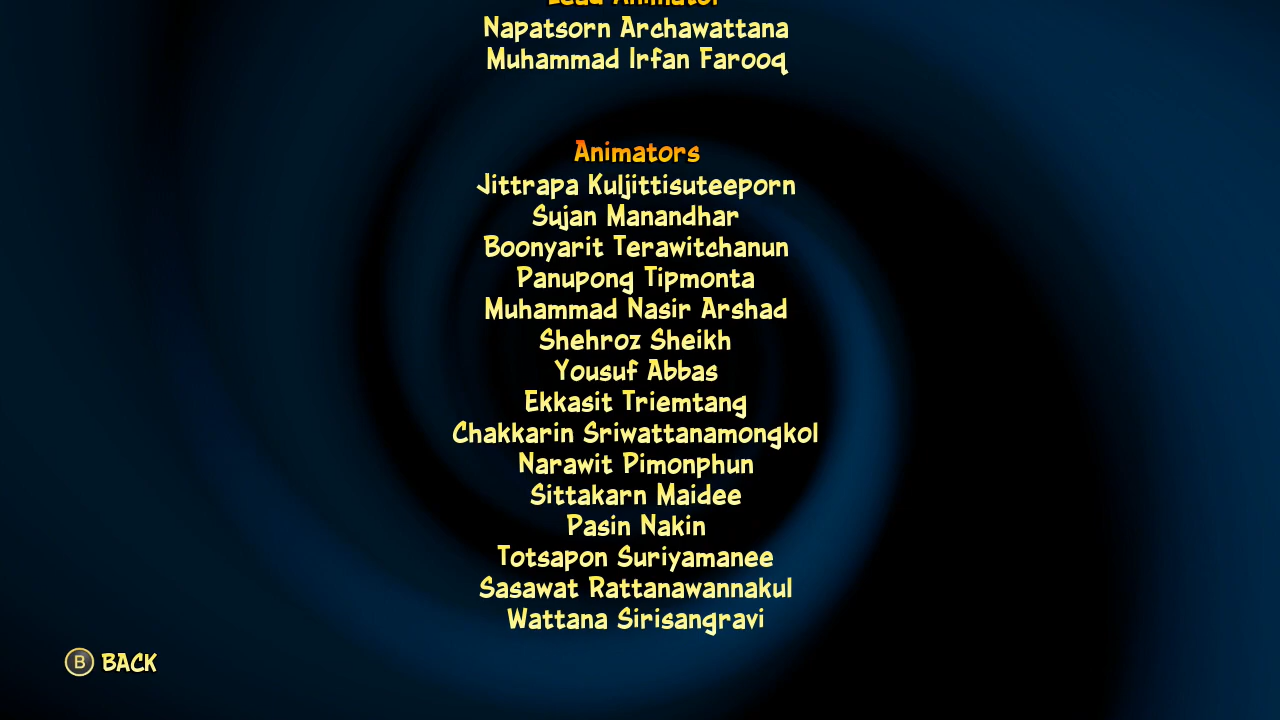 Lead Animator
Napatsorn Archawattana
Muhammad Irfan Farooq
Animators
Jittrapa Kuljittisuteeporn
Sujan Manandhar
Boonyarit Terawitchanun
Panupong Tipmonta
Muhammad Nasir Arshad
Shehroz Sheikh
Yousuf Abbas
Ekkasit Triemtang
Chakkarin Sriwattanamongkol
Narawit Pimonphun
Sittakarn Maidee
Pasin Nakin
Totsapon Suriyamanee
Sasawat Rattanawannakul
Wattana Sirisangravi
B BACK